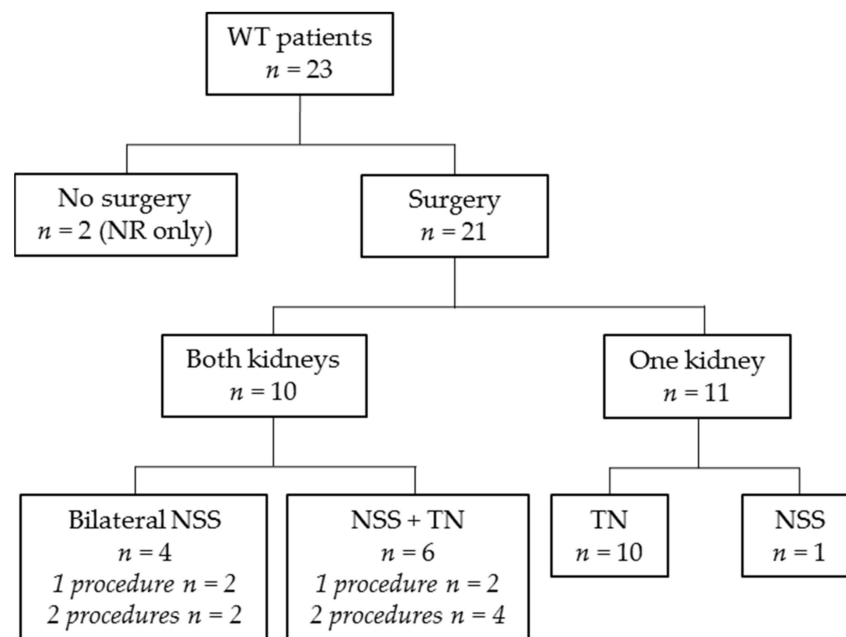 WT patients
n = 23
No surgery
n = 2 (NR only)
Surgery
n = 21
Both kidneys
n = 10
One kidney
n = 11
Bilateral NSS
n = 4
1 procedure n = 2
2 procedures n = 2
NSS + TN
n = 6
1 procedure n = 2
2 procedures n = 4
TN
n = 10
NSS
n = 1